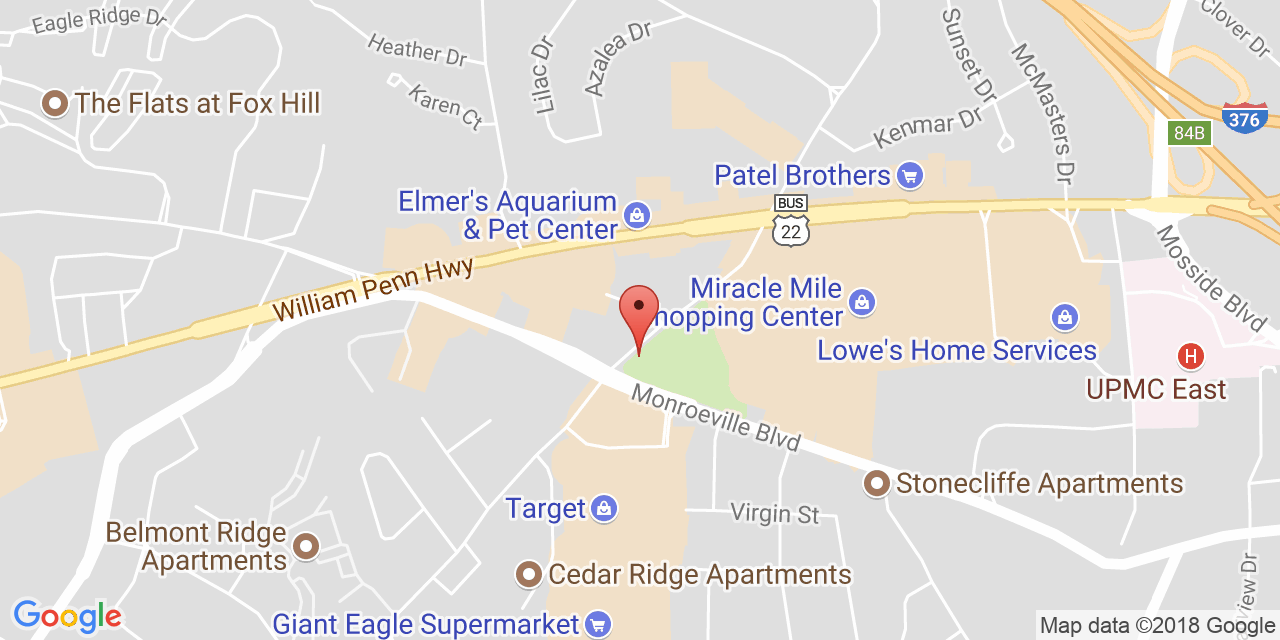 Eagle Ridge Dr
Heather Dr
Karen Ct
Lilac Dr
Azalea Dr
Sunset Dr
McMasters Dr
Clover Dr
The Flats at Fox Hill
Kenmar Dr
376
84B
Patel Brothers
Elmer's Aquarium
& Pet Center
BUS
22
William Penn Hwy
Mosside Blvd
Miracle Mile
hopping Center
Lowe's Home Services
H
UPMC East
Monroeville Blvd
Stonecliffe Apartments
Target
Virgin St
Belmont Ridge
Apartments
Cedar Ridge Apartments
view Dr
Google
Giant Eagle Supermarket
Map data ©2018 Google